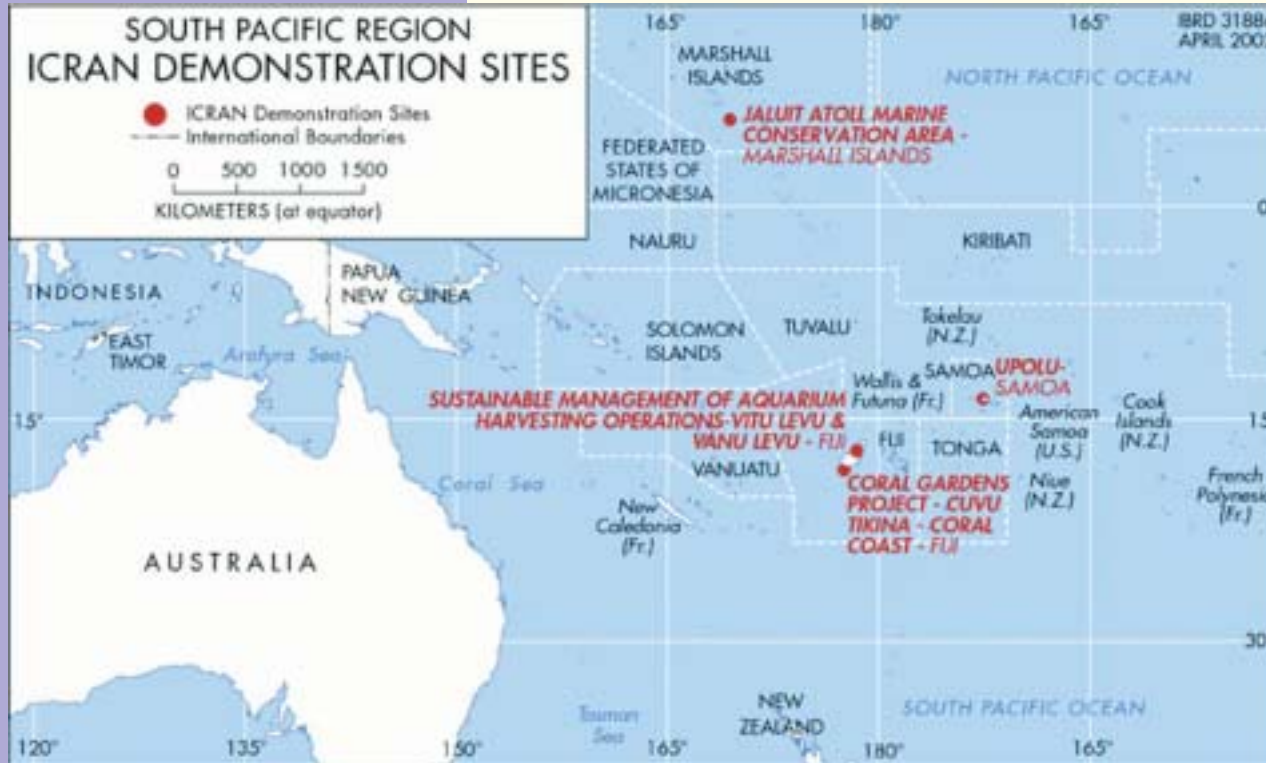 SOUTH PACIFIC REGION
ICRAN DEMONSTRATION SITES
ICRAN Demonstration Sites
International Boundaries
0 500 1000 1500
KILOMETERS (at equator)
165° 180° 165°
IBRD 3188
APRIL 200
MARSHALL
ISLANDS
NORTH PACIFIC OCEAN
JALUIT ATOLL MARINE
CONSERVATION AREA -
MARSHALL ISLANDS
FEDERATED
STATES OF
MICRONESIA
0
NAURU
KIRIBATI
INDONESIA
PAPUA
NEW GUINEA
EAST
TIMOR
Arafura Sea
SOLOMON
ISLANDS
TUVALU
Tokelau
(N.Z.)
SAMOA
UPOLU-
SAMOA
Wallis &
Futuna (Fr.)
SUSTAINABLE MANAGEMENT OF AQUARIUM
HARVESTING OPERATIONS-VITU LEVU &
VANU LEVU - FIJI
American
Samoa
(U.S.)
Cook
Islands
(N.Z.)
15°
15
FIJI
TONGA
VANUATU
Coral Sea
New
Caledonia
(Fr.)
CORAL GARDENS
PROJECT - CUVU
TIKINA - CORAL
COAST - FIJI
Niue
(N.Z.)
French
Polynesia
(Fr.)
AUSTRALIA
30
30°
Tasman
Sea
NEW
ZEALAND
SOUTH PACIFIC OCEAN
120° 135° 150° 165° 180° 165°